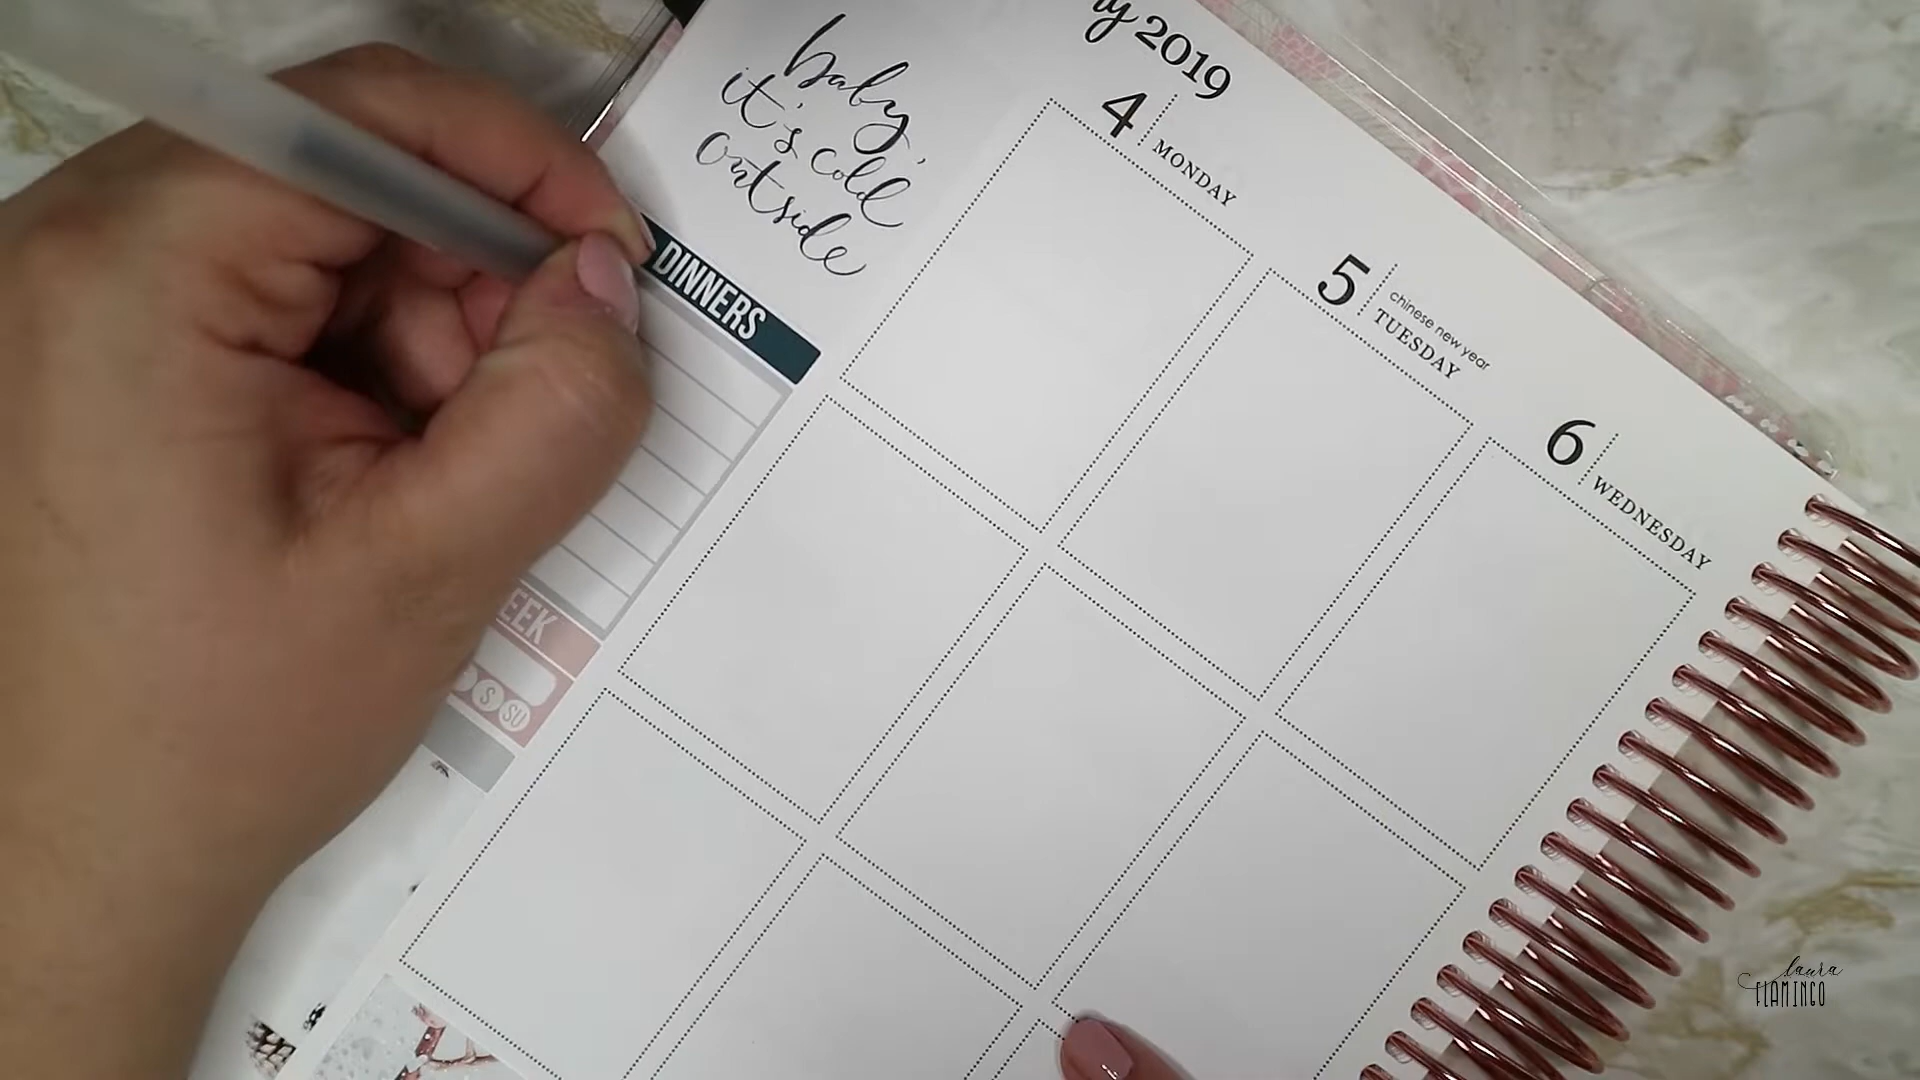 y 2019
baby,
it's cold
outside
4
MONDAY
5
chinese new year
TUESDAY
6
WEDNESDAY
DINNERS
EEK
S SU
laura
FLAMINGO